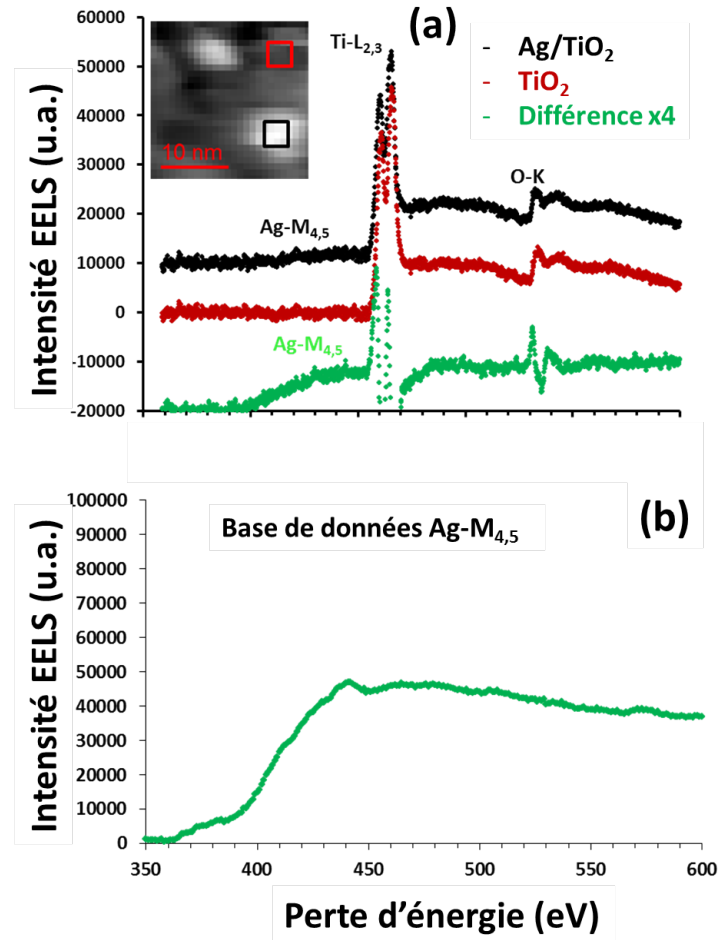 (a)
60000
50000
40000
30000
20000
10000
0
-10000
-20000
Intensité EELS (u.a.)
10 nm
Ti-L2,3
- Ag/TiO2
- TiO2
- Différence x4
O-K
Ag-M4,5
Ag-M4,5
(b)
Base de données Ag-M4,5
100000
90000
80000
70000
60000
50000
40000
30000
20000
10000
0
Intensité EELS (u.a.)
350 400 450 500 550 600
Perte d’énergie (eV)